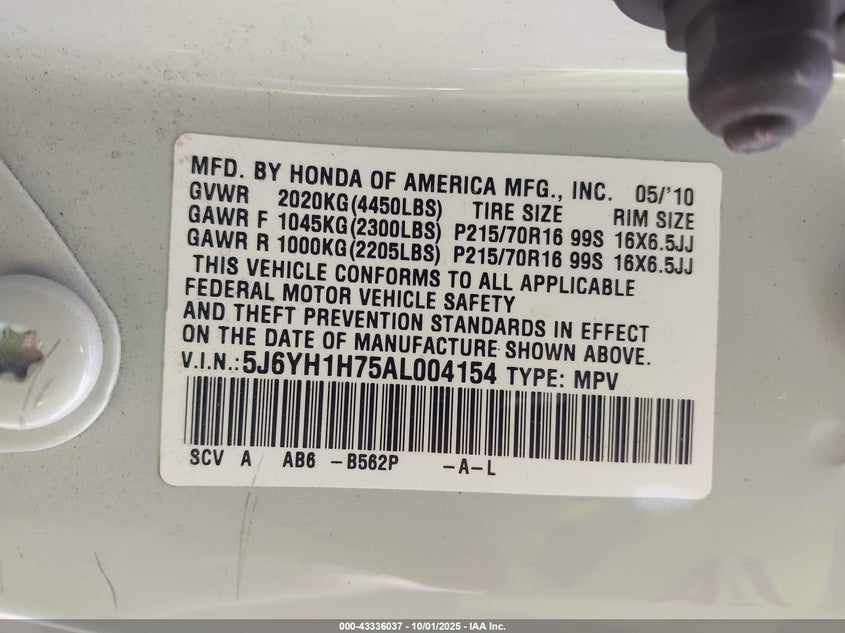 MFD. BY HONDA OF AMERICA MFG., INC. 05/'10
GVWR 2020KG(4450LBS) TIRE SIZE RIM SIZE
GAWR F 1045KG(2300LBS) P215/70R16 99S 16X6.5JJ
GAWR R 1000KG(2205LBS) P215/70R16 99S 16X6.5JJ
THIS VEHICLE CONFORMS TO ALL APPLICABLE
FEDERAL MOTOR VEHICLE SAFETY
AND THEFT PREVENTION STANDARDS IN EFFECT
ON THE DATE OF MANUFACTURE SHOWN ABOVE.
V.I.N.:5J6YH1H75AL004154 TYPE: MPV
SCV A AB6 -B562P -A-L
000-43336037 - 10/01/2025 - IAA Inc.